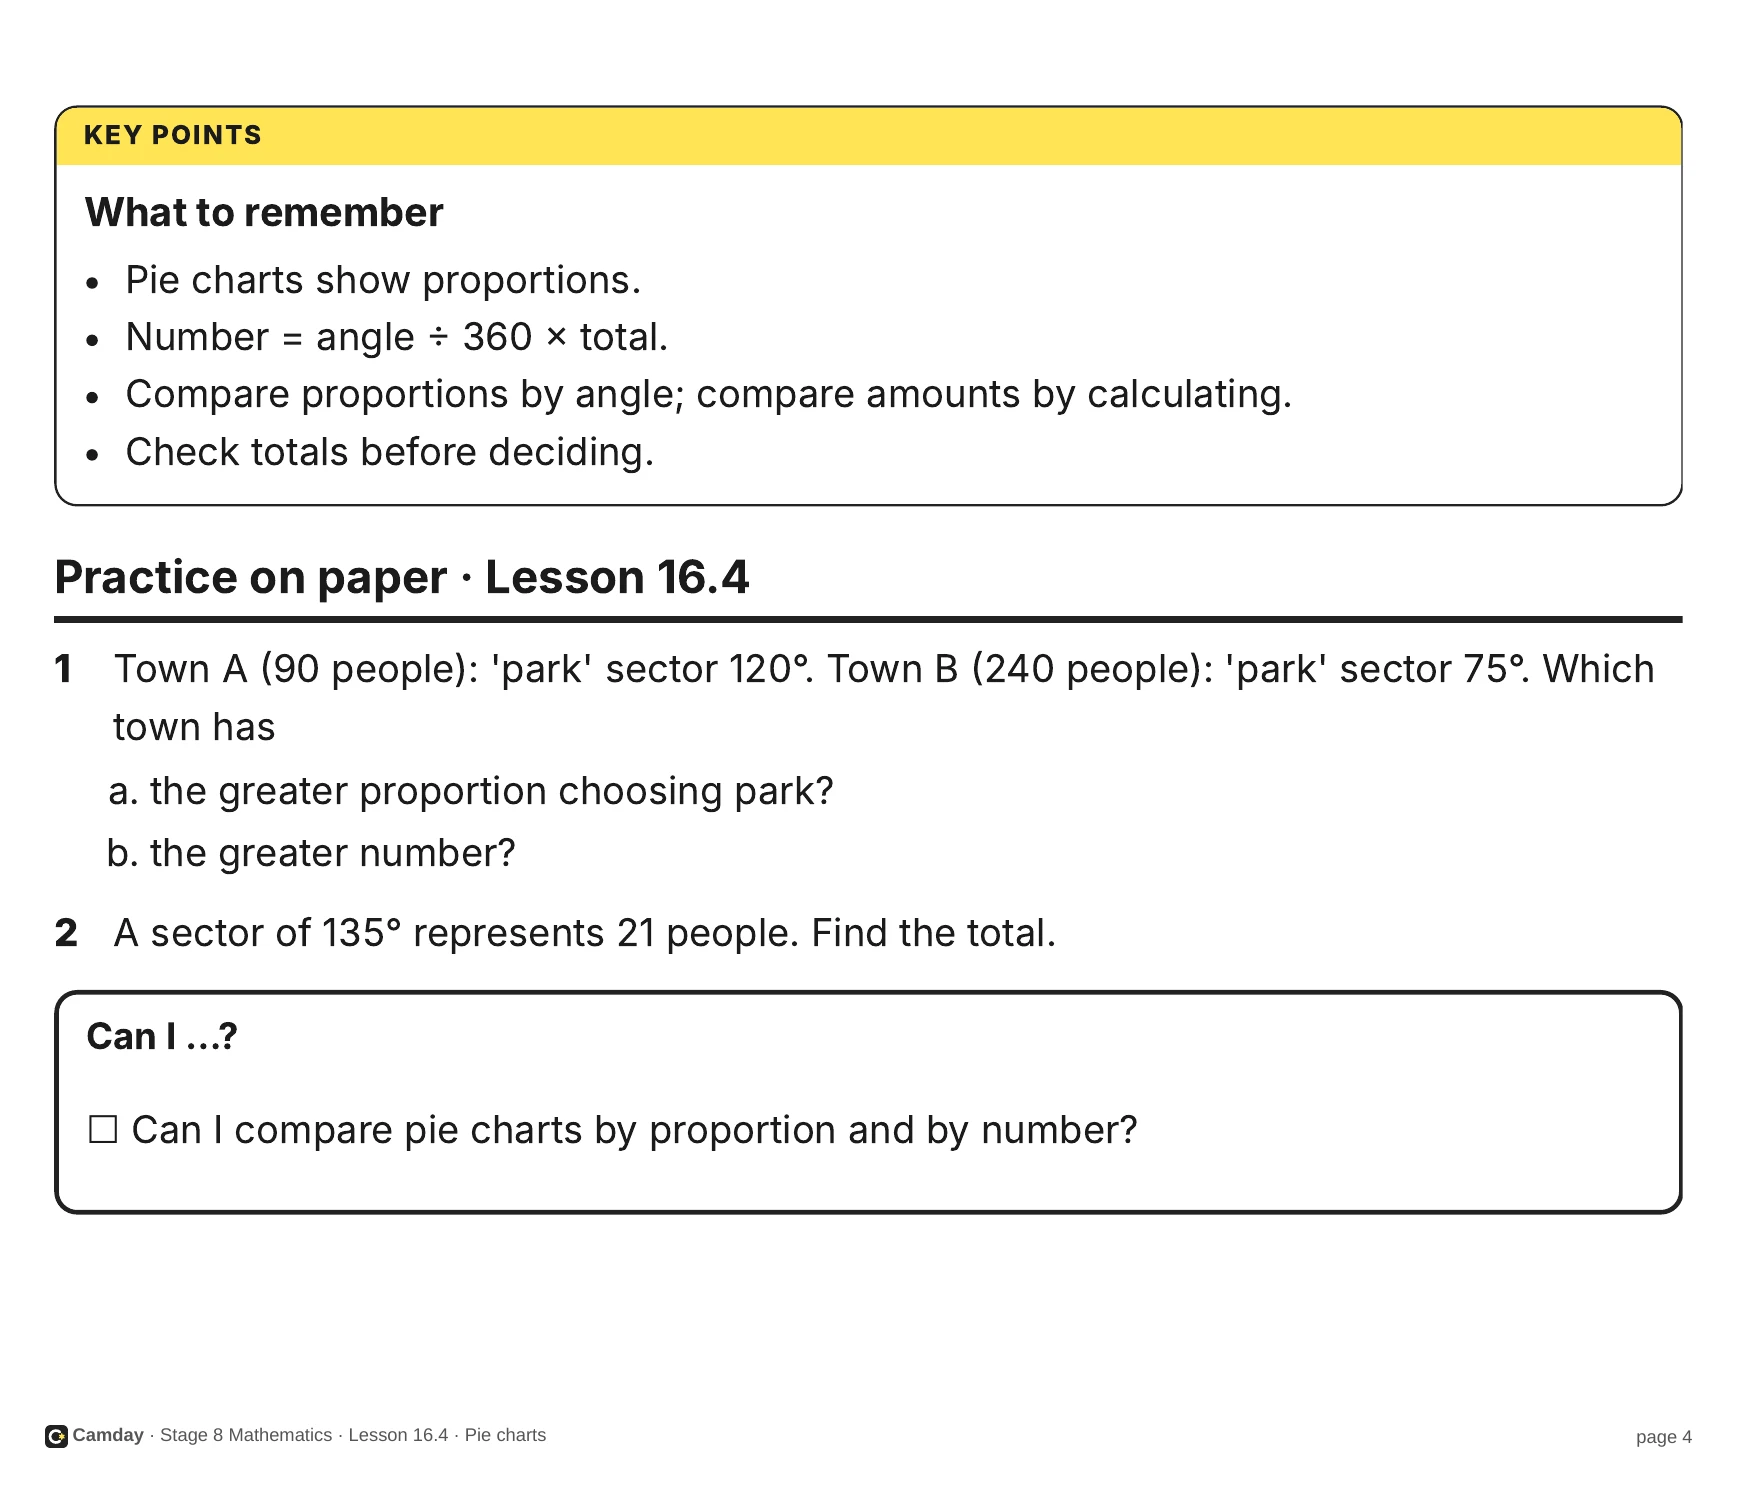 KEY POINTS
What to remember
• Pie charts show proportions.
• Number = angle ÷ 360 × total.
• Compare proportions by angle; compare amounts by calculating.
• Check totals before deciding.
Practice on paper · Lesson 16.4
1 Town A (90 people): 'park' sector 120°. Town B (240 people): 'park' sector 75°. Which
town has
a. the greater proportion choosing park?
b. the greater number?
2 A sector of 135° represents 21 people. Find the total.
Can I …?
☐ Can I compare pie charts by proportion and by number?
Camday · Stage 8 Mathematics · Lesson 16.4 · Pie charts
page 4